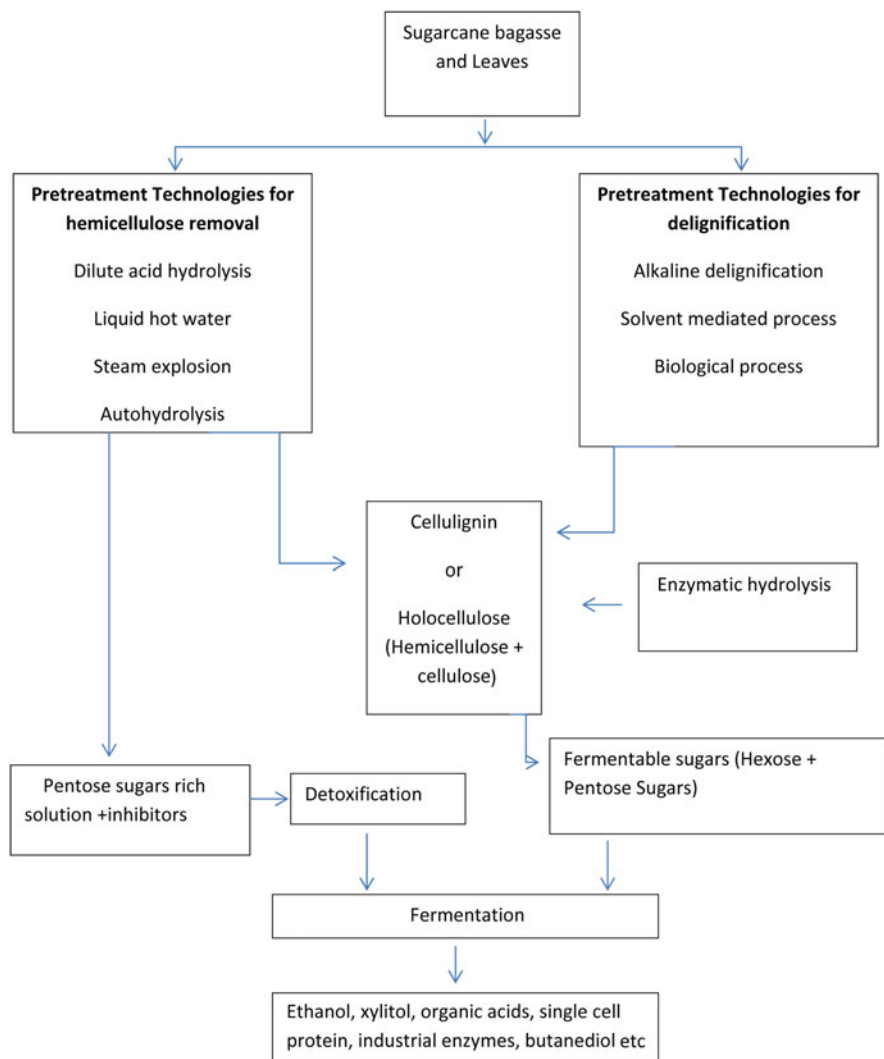 Sugarcane bagasse
and Leaves
Pretreatment Technologies for
hemicellulose removal
Dilute acid hydrolysis
Liquid hot water
Steam explosion
Autohydrolysis
Pretreatment Technologies for
delignification
Alkaline delignification
Solvent mediated process
Biological process
Cellulignin
or
Holocellulose
(Hemicellulose +
cellulose)
Enzymatic hydrolysis
Fermentable sugars (Hexose +
Pentose Sugars)
Pentose sugars rich
solution +inhibitors
Detoxification
Fermentation
Ethanol, xylitol, organic acids, single cell
protein, industrial enzymes, butanediol etc